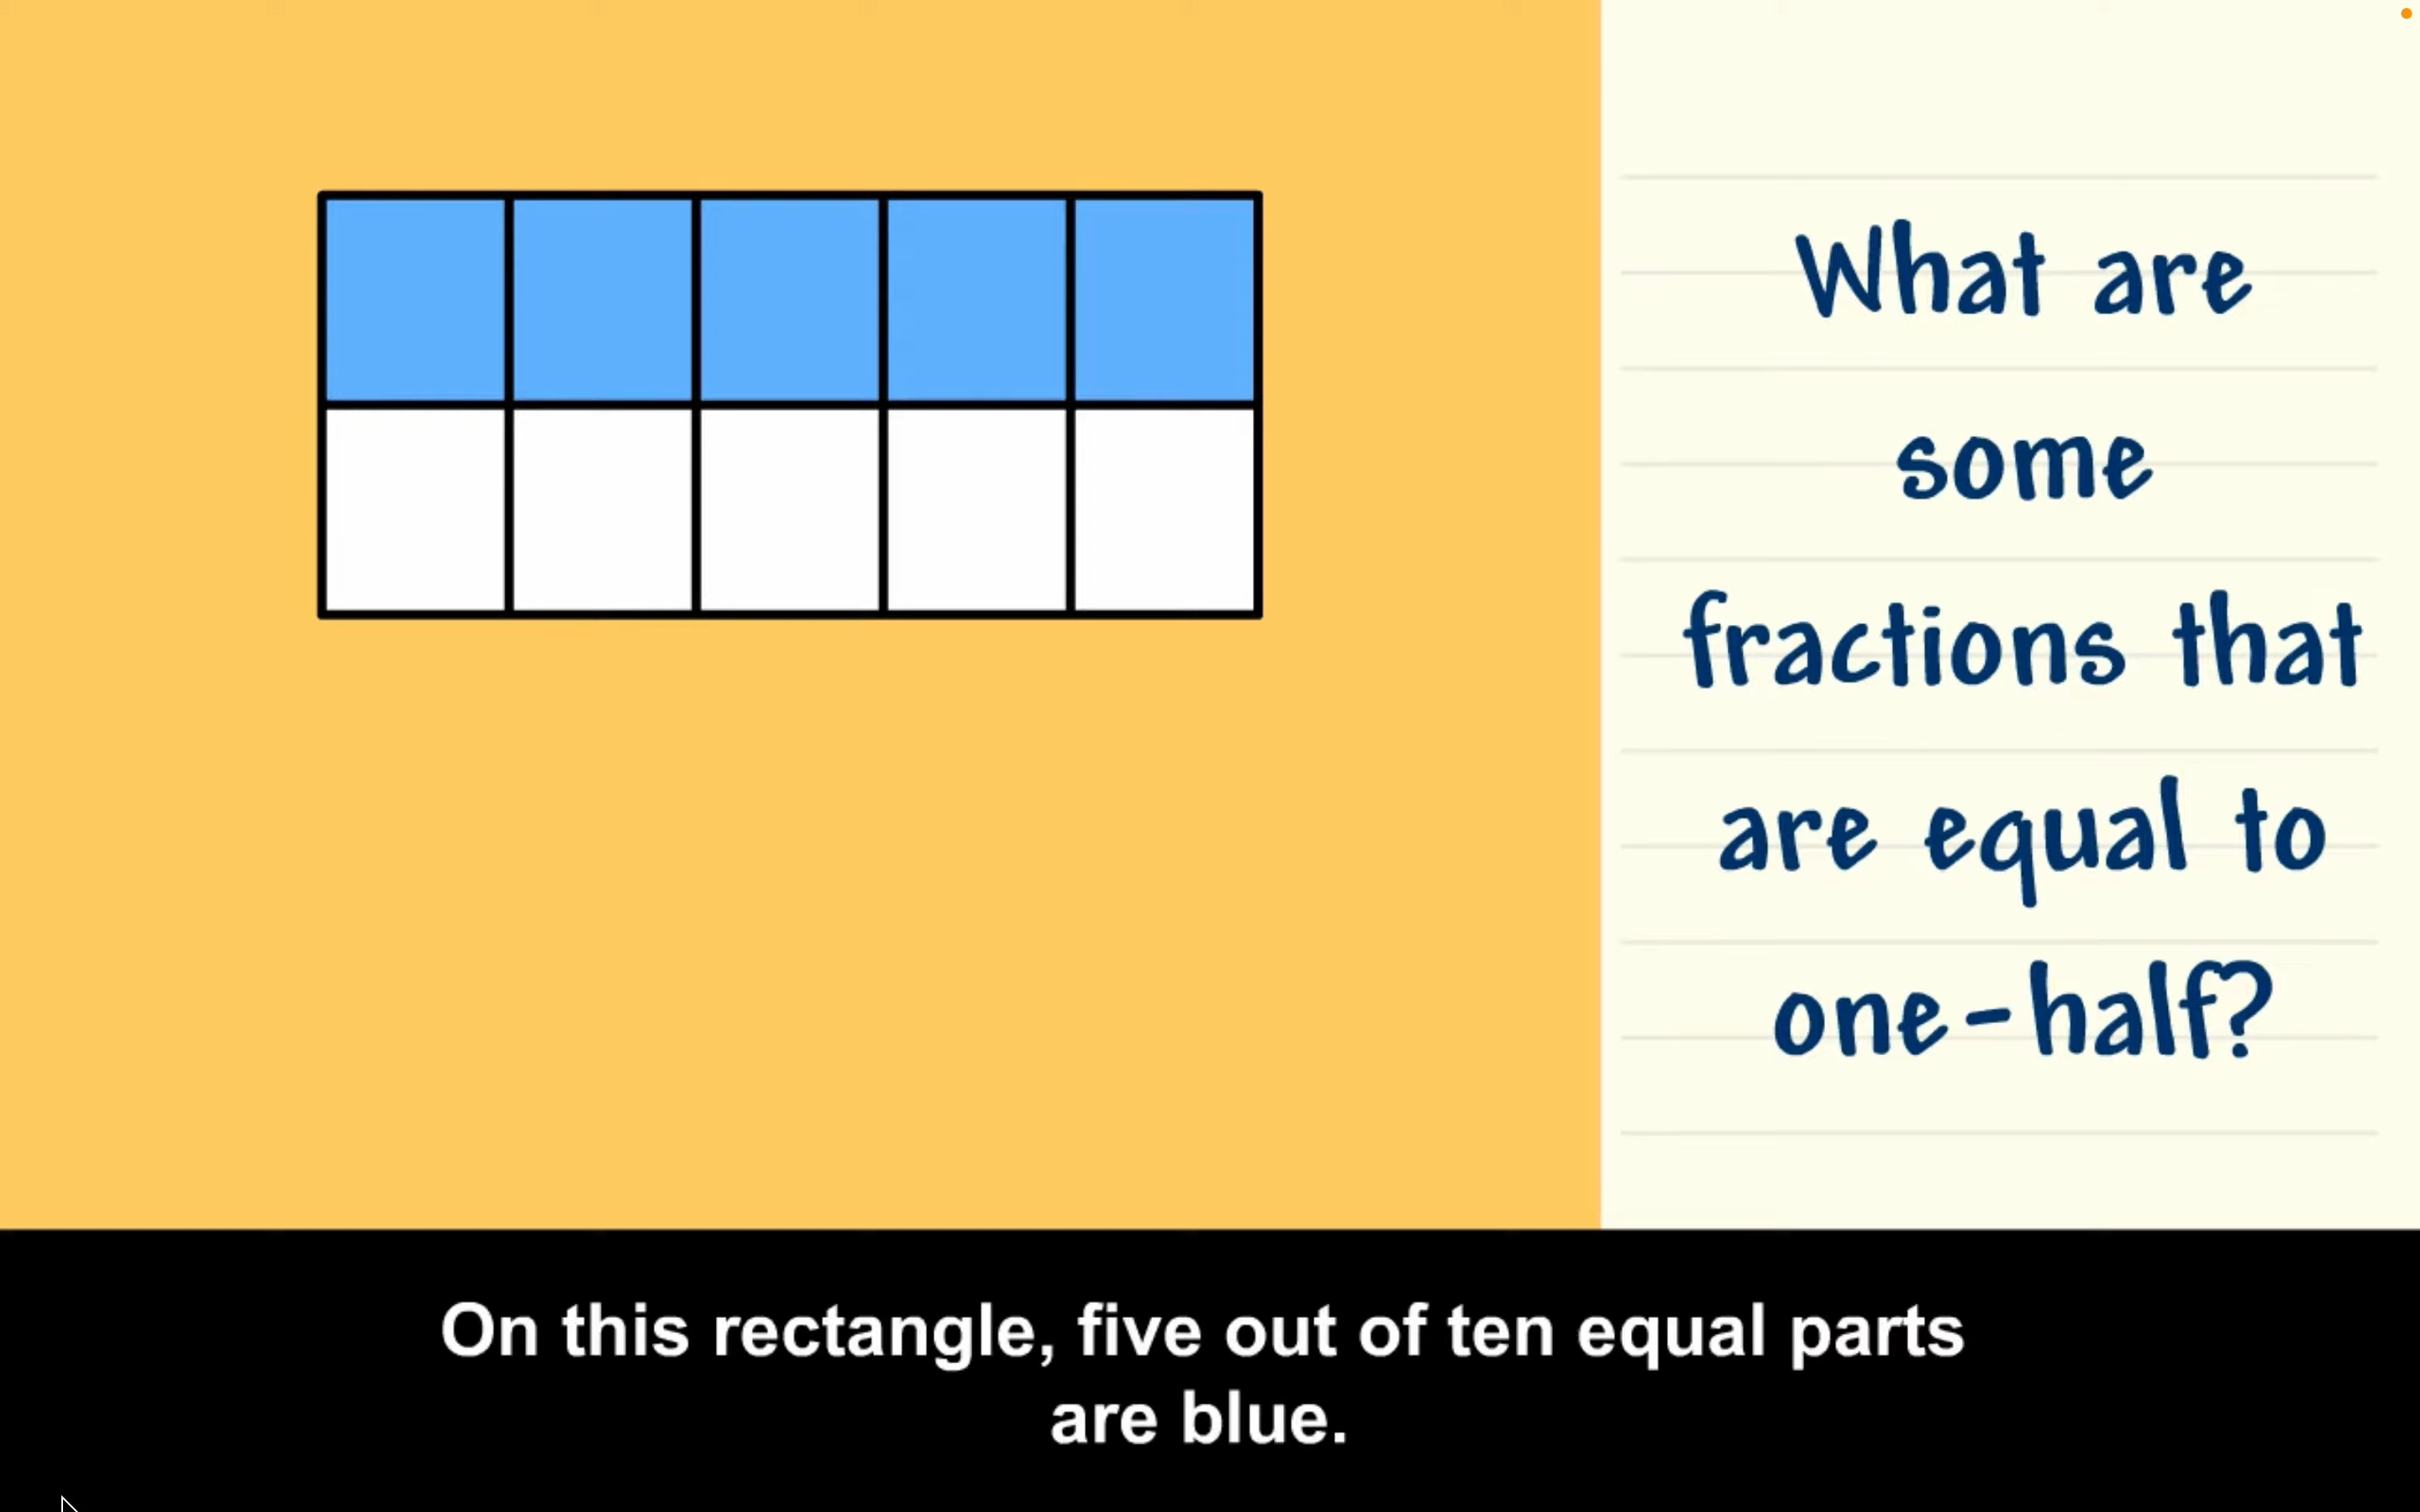 What are
some
fractions that
are equal to
one-half?
On this rectangle, five out of ten equal parts
are blue.